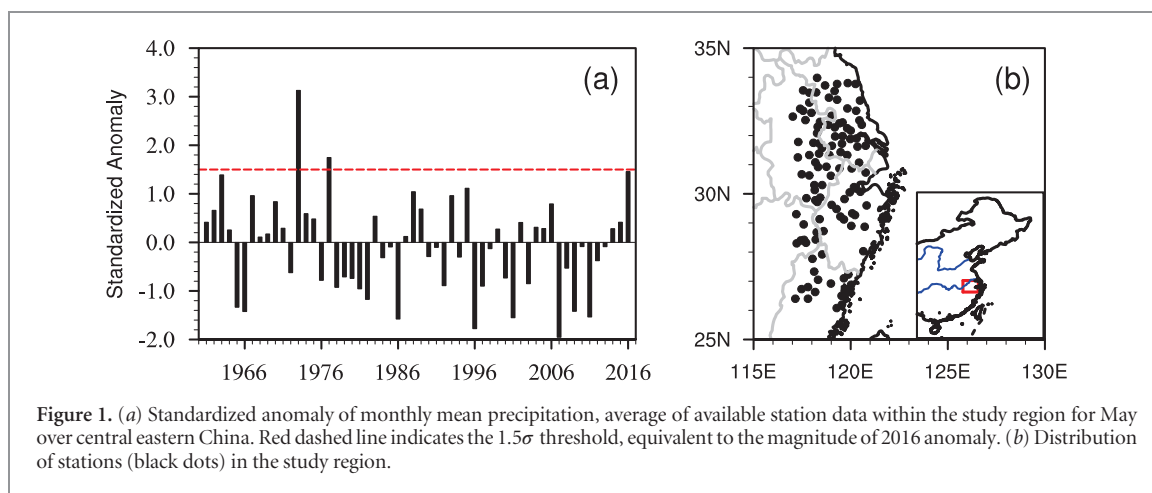 4.0
3.0
2.0
1.0
0.0
-1.0
-2.0
Standardized Anomaly
(a)
1966 1976 1986 1996 2006 2016
35N
30N
25N
(b)
115E 120E 125E 130E
Figure 1. (a) Standardized anomaly of monthly mean precipitation, average of available station data within the study region for May
over central eastern China. Red dashed line indicates the 1.5σ threshold, equivalent to the magnitude of 2016 anomaly. (b) Distribution
of stations (black dots) in the study region.